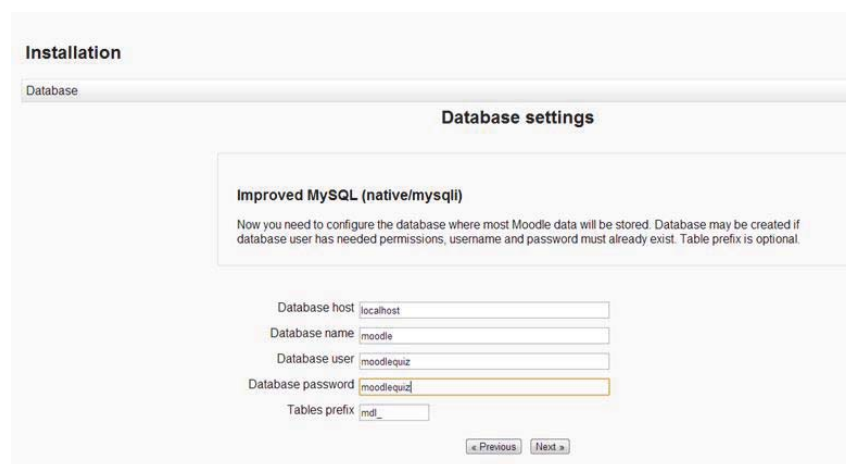 Installation
Database
Database settings
Improved MySQL (native/mysqli)
Now you need to configure the database where most Moodle data will be stored. Database may be created if
database user has needed permissions, username and password must already exist. Table prefix is optional.
Database host localhost
Database name moodle
Database user moodlequiz
Database password moodlequiz
Tables prefix mdl_
« Previous Next »